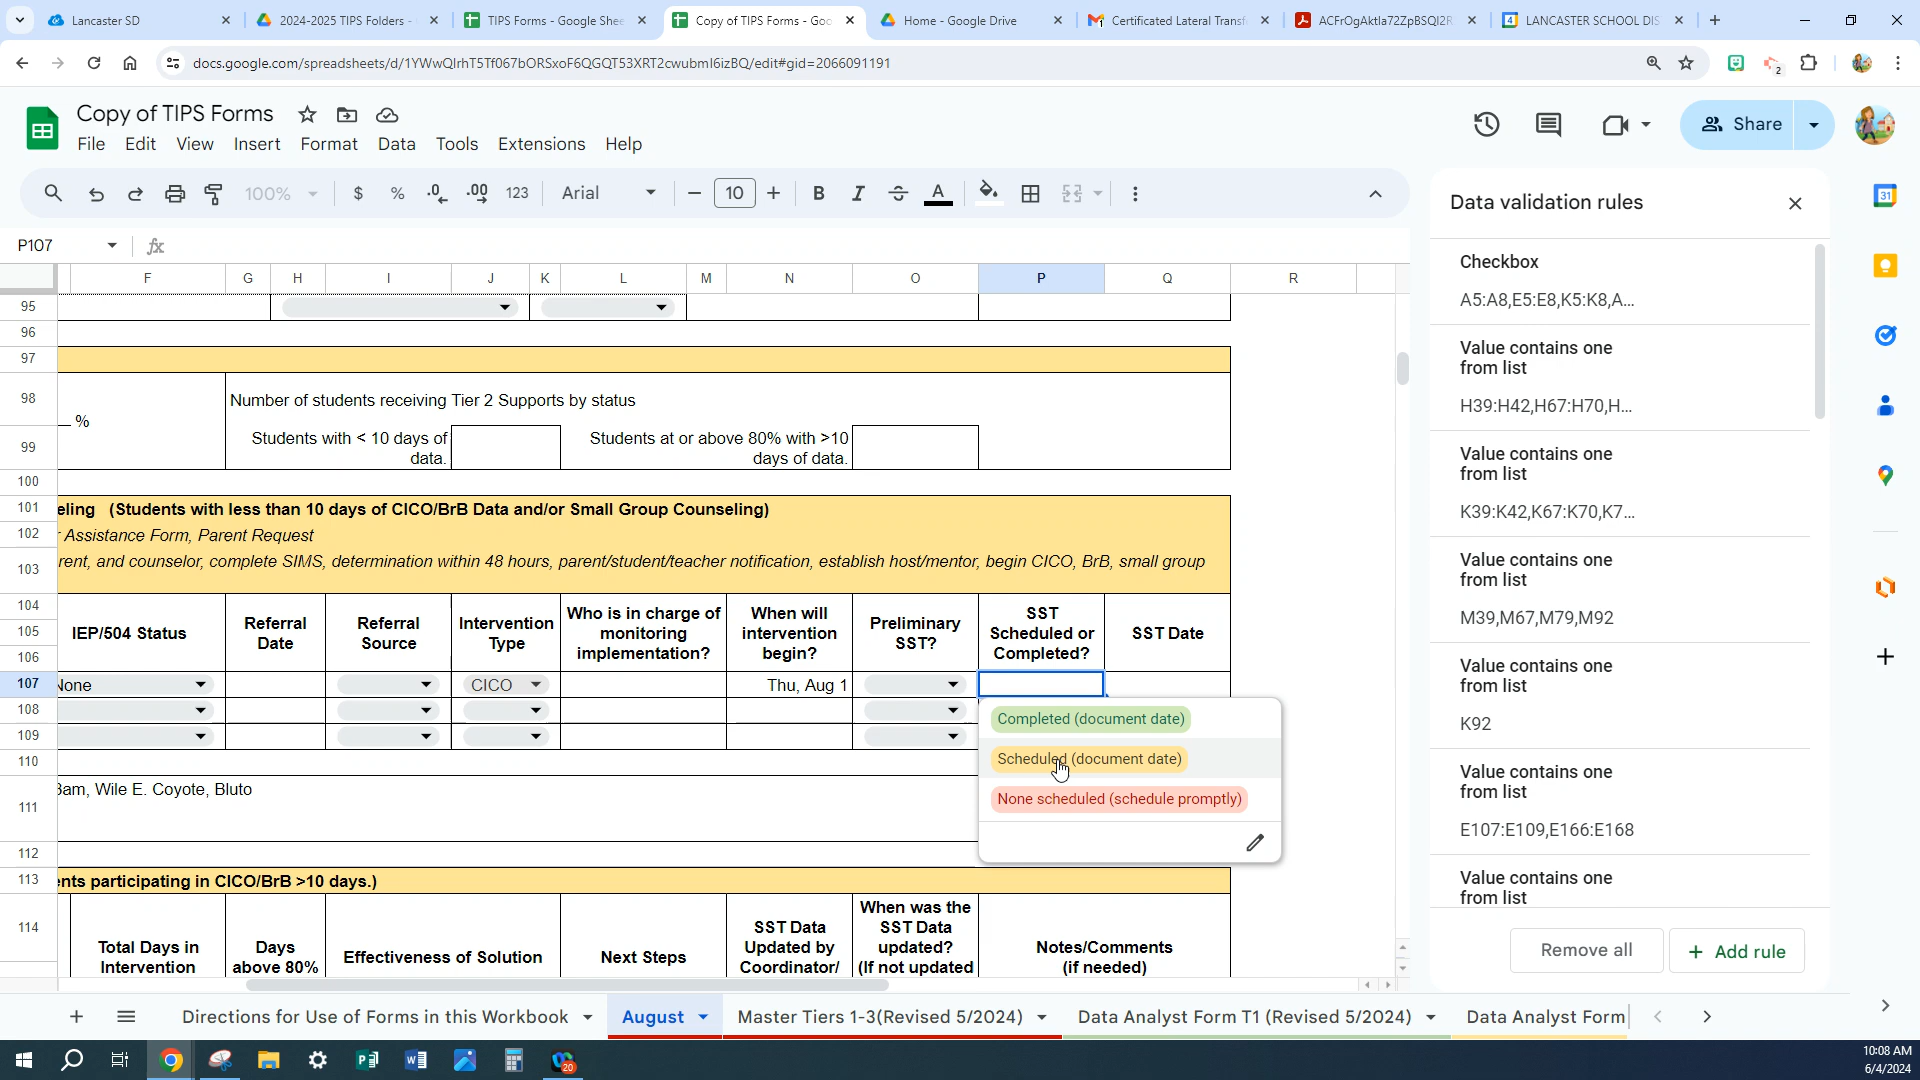 Lancaster SD
2024-2025 TIPS Folders -
TIPS Forms - Google Shee
Copy of TIPS Forms - Goo
Home - Google Drive
Certificated Lateral Transf
ACFrOgAktla72ZpBSQI2R
LANCASTER SCHOOL DIS
docs.google.com/spreadsheets/d/1YWwQIrhT5Tf067bORSxoF6QGQT53XRT2cwubmI6izBQ/edit#gid=2066091191
2
Copy of TIPS Forms
File Edit View Insert Format Data Tools Extensions Help
Share
100% $ % .0 .00 123 Arial 10 B I A
P107
fx
F G H I J K L M N O P Q R
95
96
97
98 Number of students receiving Tier 2 Supports by status
%
99 Students with < 10 days of data. Students at or above 80% with >10 days of data.
100
101 eling (Students with less than 10 days of CICO/BrB Data and/or Small Group Counseling)
102 Assistance Form, Parent Request
103 rent, and counselor, complete SIMS, determination within 48 hours, parent/student/teacher notification, establish host/mentor, begin CICO, BrB, small group
104
105
106
IEP/504 Status
Referral Date
Referral Source
Intervention Type
Who is in charge of monitoring implementation?
When will intervention begin?
Preliminary SST?
SST Scheduled or Completed?
SST Date
107 None CICO Thu, Aug 1
108
109
Completed (document date)
Scheduled (document date)
None scheduled (schedule promptly)
110
111 Bam, Wile E. Coyote, Bluto
112
113 ents participating in CICO/BrB >10 days.)
114
Total Days in Intervention
Days above 80%
Effectiveness of Solution
Next Steps
SST Data Updated by Coordinator/
When was the SST Data updated? (If not updated
Notes/Comments (if needed)
Data validation rules
Checkbox
A5:A8,E5:E8,K5:K8,A...
Value contains one
from list
H39:H42,H67:H70,H...
Value contains one
from list
K39:K42,K67:K70,K7...
Value contains one
from list
M39,M67,M79,M92
Value contains one
from list
K92
Value contains one
from list
E107:E109,E166:E168
Value contains one
from list
Remove all
+ Add rule
31
Directions for Use of Forms in this Workbook
August
Master Tiers 1-3(Revised 5/2024)
Data Analyst Form T1 (Revised 5/2024)
Data Analyst Form
20
10:08 AM
6/4/2024